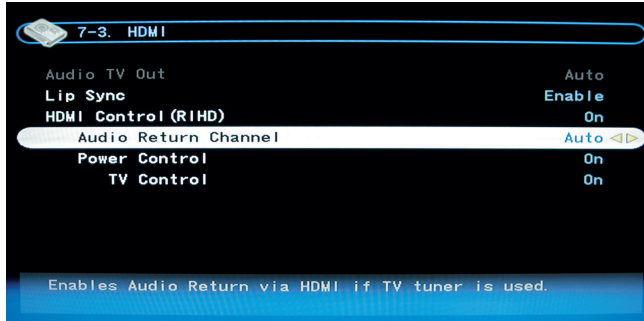 7-3. HDMI
Audio TV Out Auto
Lip Sync Enable
HDMI Control(RIHD) On
Audio Return Channel Auto
Power Control On
TV Control On
Enables Audio Return via HDMI if TV tuner is used.